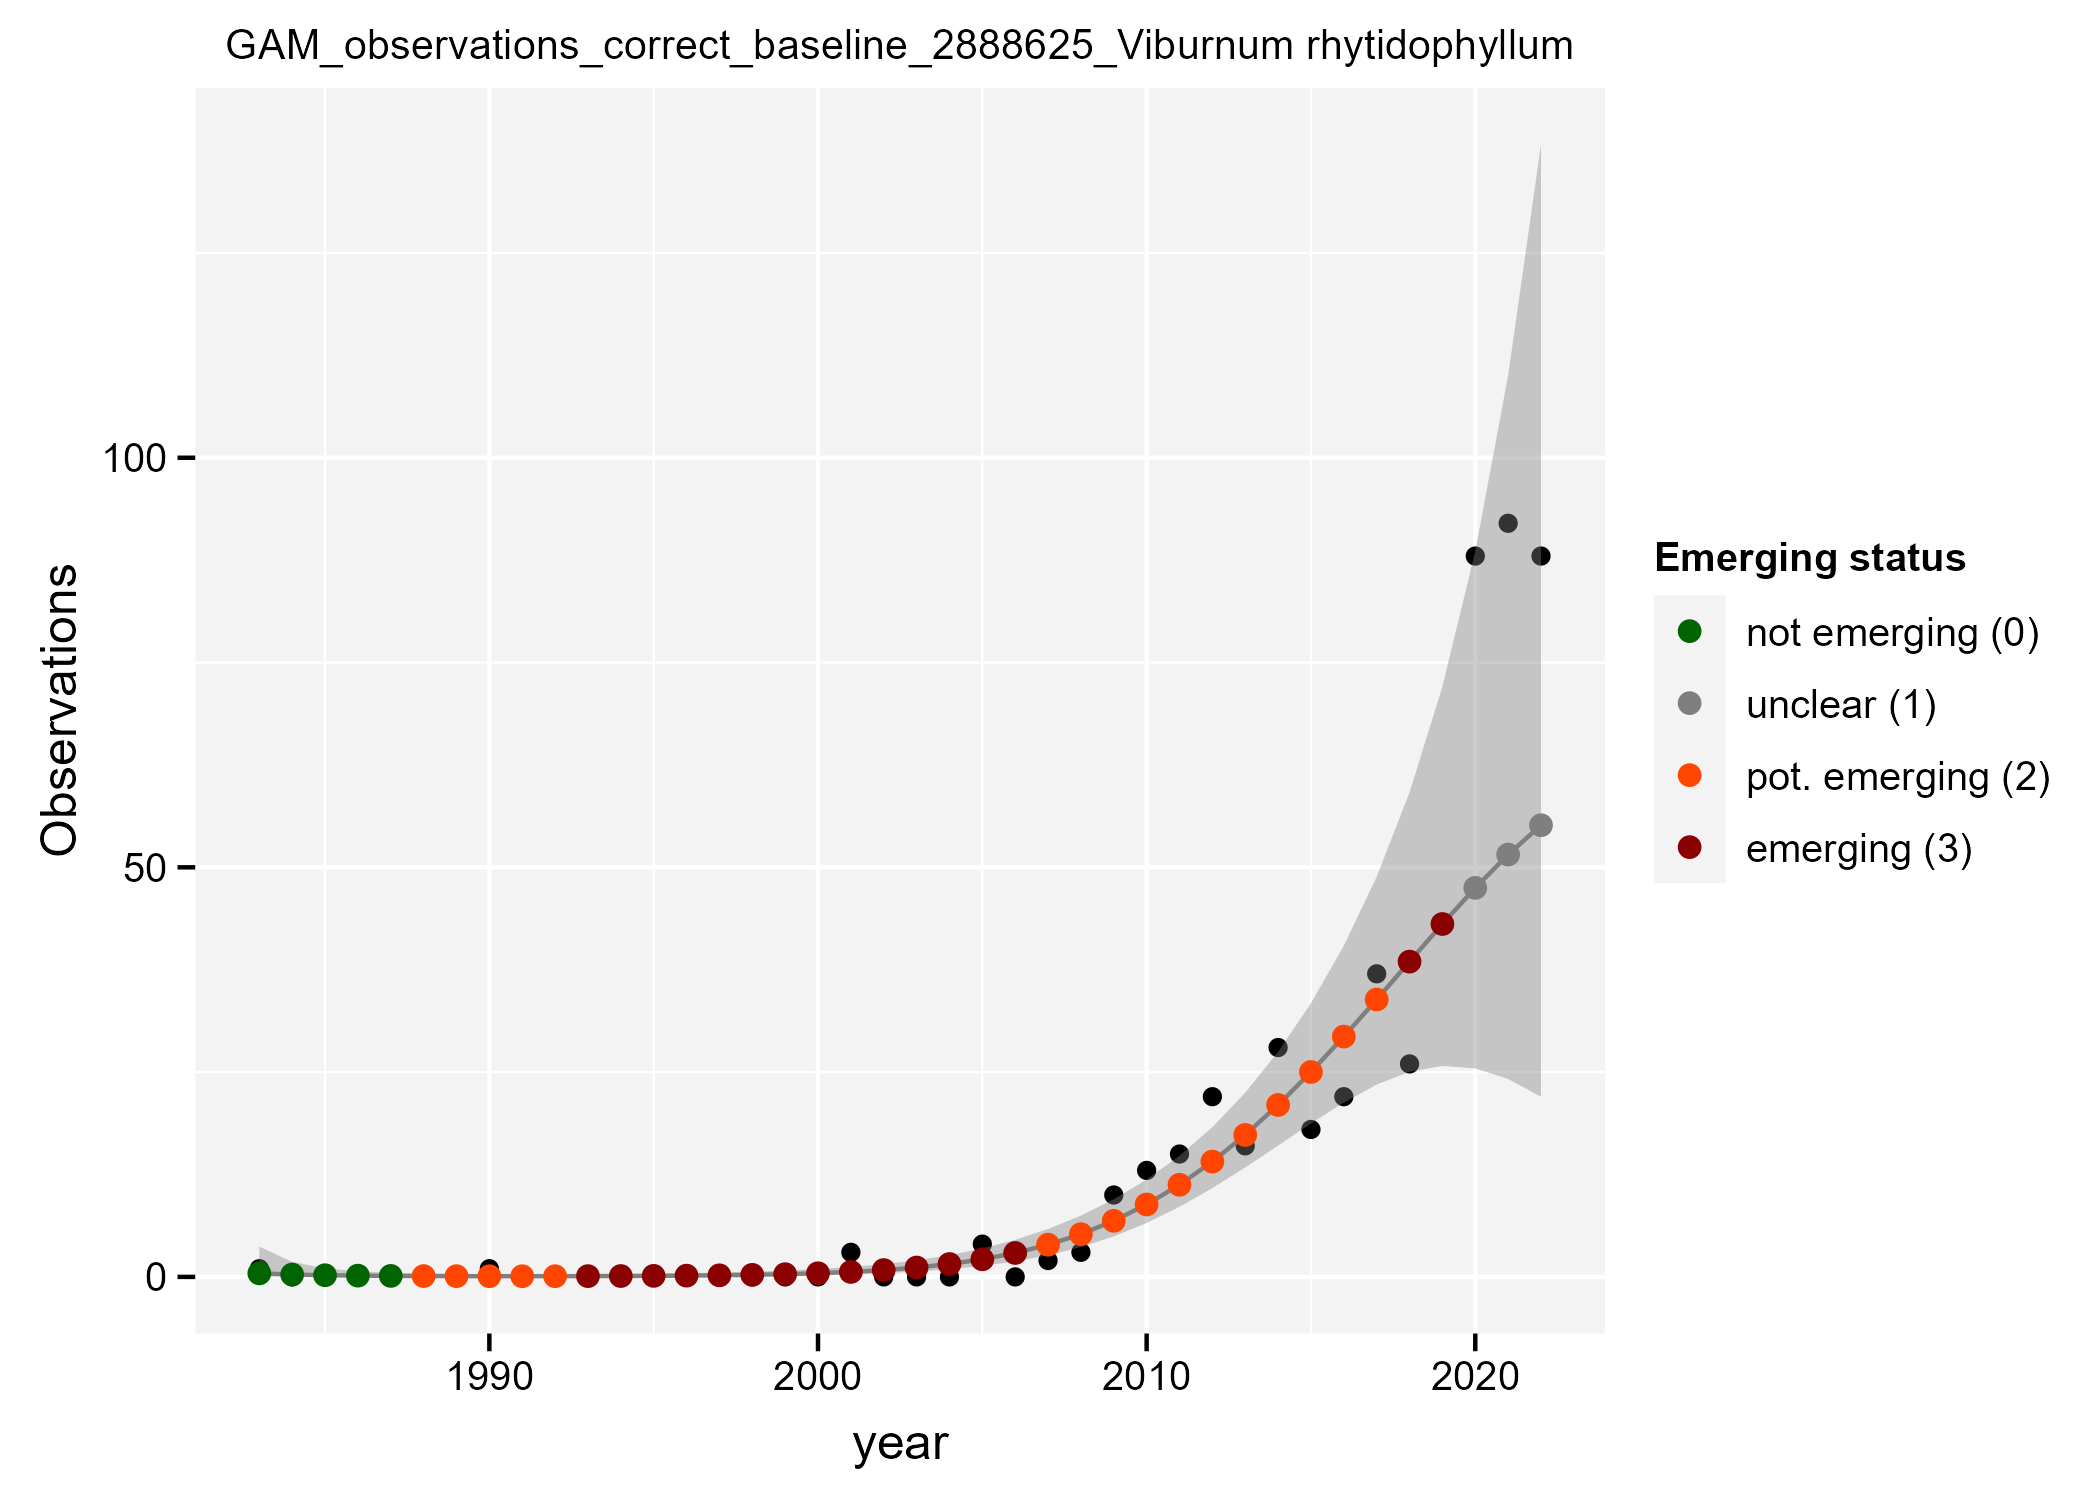 GAM_observations_correct_baseline_2888625_Viburnum rhytidophyllum
Observations
100
50
0
1990
2000
2010
2020
year
Emerging status
not emerging (0)
unclear (1)
pot. emerging (2)
emerging (3)